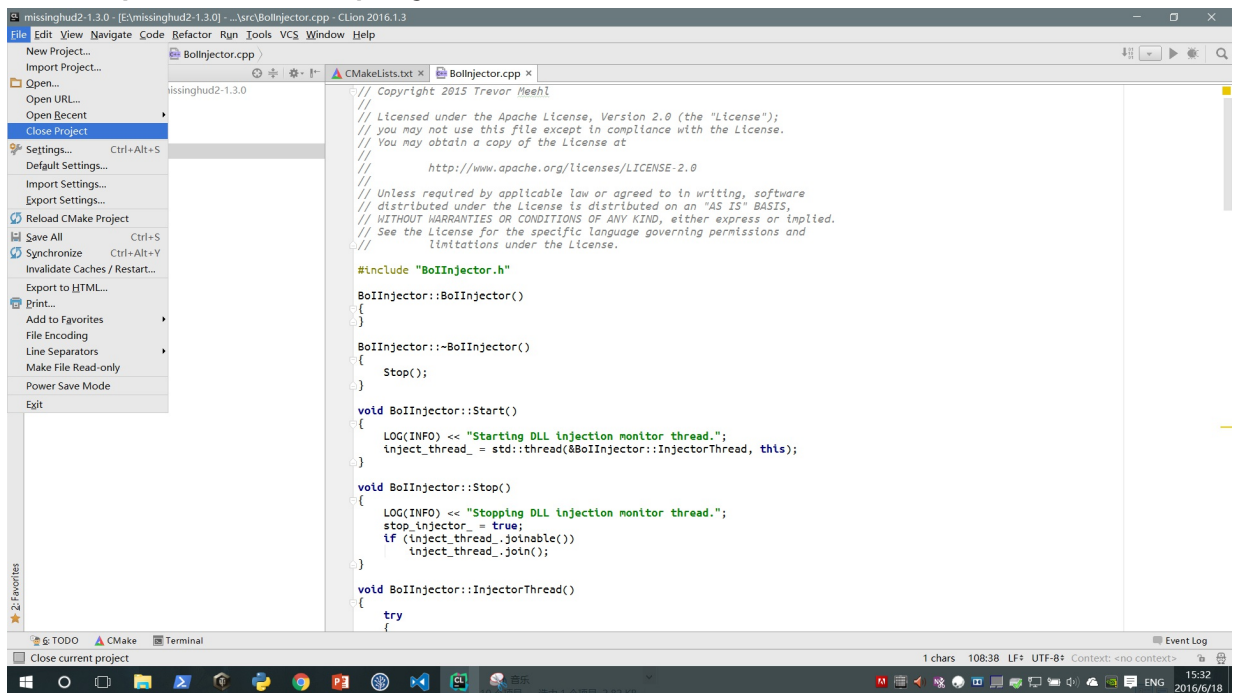 missinghud2-1.3.0 - [E:\missinghud2-1.3.0] - ...\src\BoIInjector.cpp - CLion 2016.1.3
File Edit View Navigate Code Refactor Run Tools VCS Window Help
New Project...
Import Project...
Open...
Open URL...
Open Recent
Close Project
Settings... Ctrl+Alt+S
Default Settings...
Import Settings...
Export Settings...
Reload CMake Project
Save All Ctrl+S
Synchronize Ctrl+Alt+Y
Invalidate Caches / Restart...
Export to HTML...
Print...
Add to Favorites
File Encoding
Line Separators
Make File Read-only
Power Save Mode
Exit
BoIInjector.cpp
issinghud2-1.3.0
CMakeLists.txt
BoIInjector.cpp
// Copyright 2015 Trevor Meehl
//
// Licensed under the Apache License, Version 2.0 (the "License");
// you may not use this file except in compliance with the License.
// You may obtain a copy of the License at
//
// http://www.apache.org/licenses/LICENSE-2.0
//
// Unless required by applicable law or agreed to in writing, software
// distributed under the License is distributed on an "AS IS" BASIS,
// WITHOUT WARRANTIES OR CONDITIONS OF ANY KIND, either express or implied.
// See the License for the specific language governing permissions and
// limitations under the License.
#include "BoIInjector.h"
BoIInjector::BoIInjector()
{
}
BoIInjector::~BoIInjector()
{
Stop();
}
void BoIInjector::Start()
{
LOG(INFO) << "Starting DLL injection monitor thread.";
inject_thread_ = std::thread(&BoIInjector::InjectorThread, this);
}
void BoIInjector::Stop()
{
LOG(INFO) << "Stopping DLL injection monitor thread.";
stop_injector_ = true;
if (inject_thread_.joinable())
inject_thread_.join();
}
void BoIInjector::InjectorThread()
{
try
{
2: Favorites
6: TODO CMake Terminal Event Log
Close current project 1 chars 108:38 LF UTF-8 Context: <no context>
音乐
ENG 15:32
2016/6/18